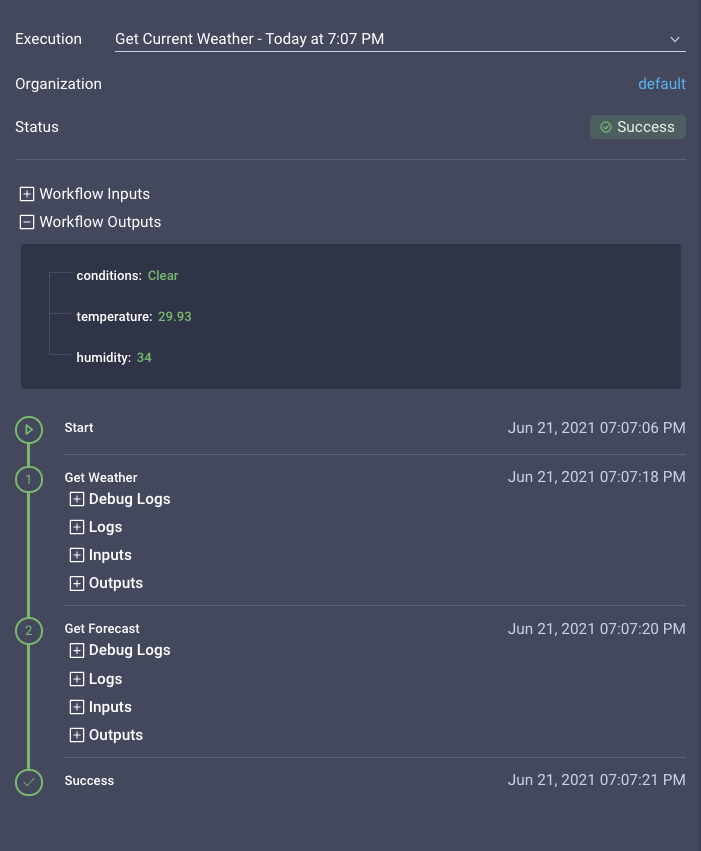 Execution Get Current Weather - Today at 7:07 PM
Organization default
Status Success
Workflow Inputs
Workflow Outputs
conditions: Clear
temperature: 29.93
humidity: 34
Start Jun 21, 2021 07:07:06 PM
1 Get Weather Jun 21, 2021 07:07:18 PM
Debug Logs
Logs
Inputs
Outputs
2 Get Forecast Jun 21, 2021 07:07:20 PM
Debug Logs
Logs
Inputs
Outputs
Success Jun 21, 2021 07:07:21 PM